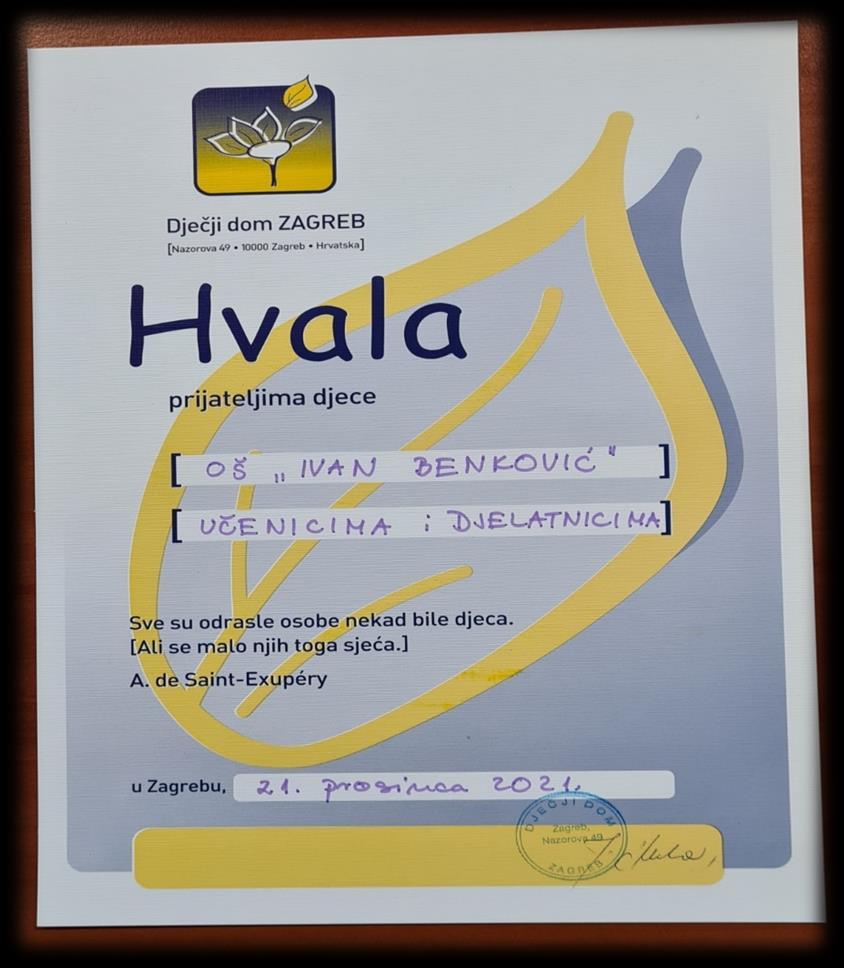 Dječji dom ZAGREB
[Nazorova 49 • 10000 Zagreb • Hrvatska]
Hvala
prijateljima djece
[ OŠ „IVAN BENKOVIĆ" ]
[ UČENICIMA i DJELATNICIMA ]
Sve su odrasle osobe nekad bile djeca.
[Ali se malo njih toga sjeća.]
A. de Saint-Exupéry
u Zagrebu, 21. prosinca 2021.
DJEČJI DOM
Zagreb,
Nazorova 49
ZAGREB